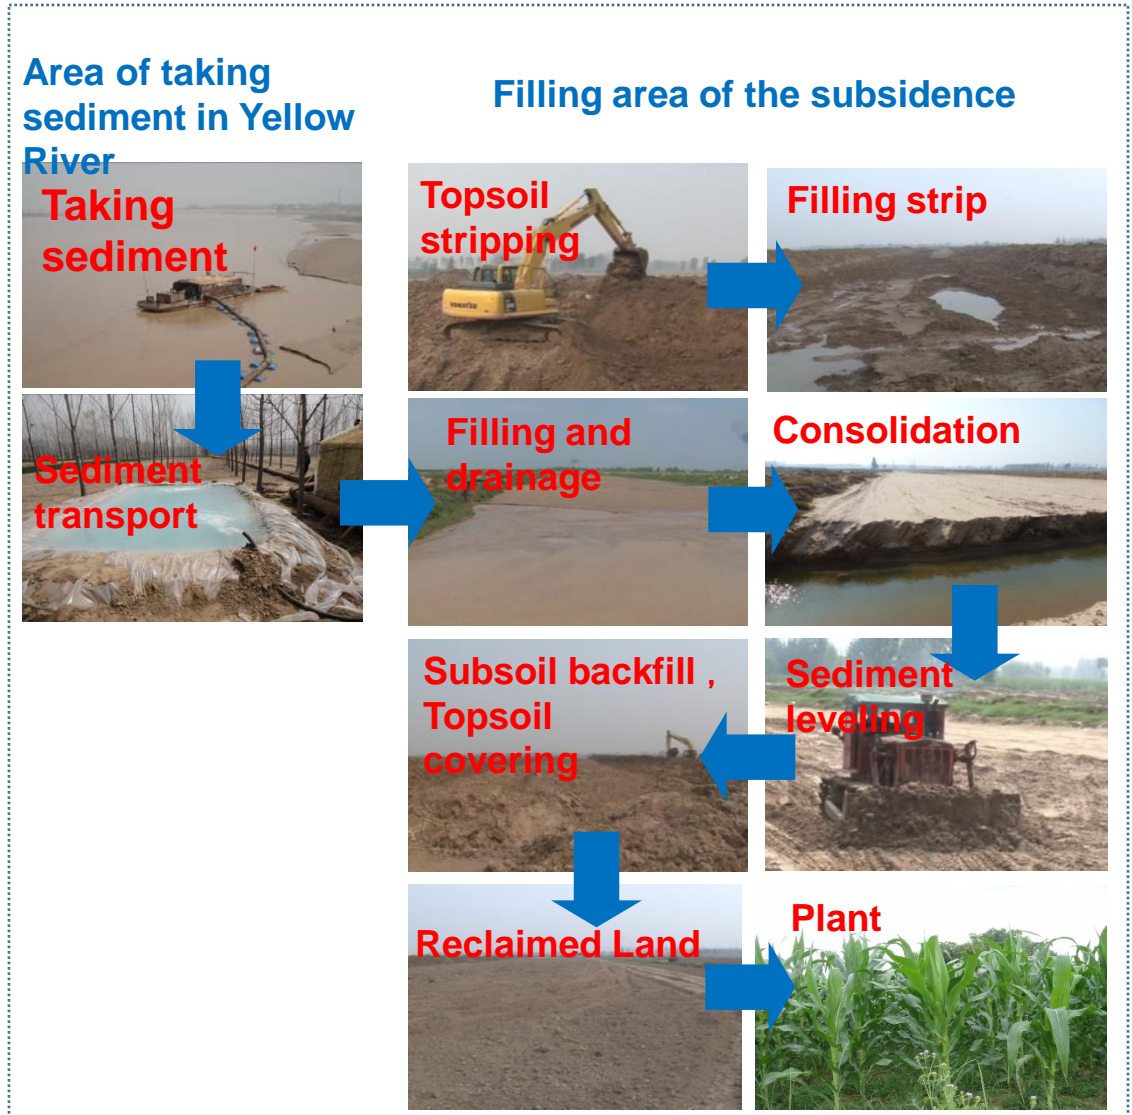 Area of taking
sediment in Yellow
River
Filling area of the subsidence
Taking
sediment
Topsoil
stripping
KOMATSU
Filling strip
Sediment
transport
Filling and
drainage
Consolidation
Subsoil backfill ,
Topsoil
covering
Sediment
leveling
Reclaimed Land
Plant